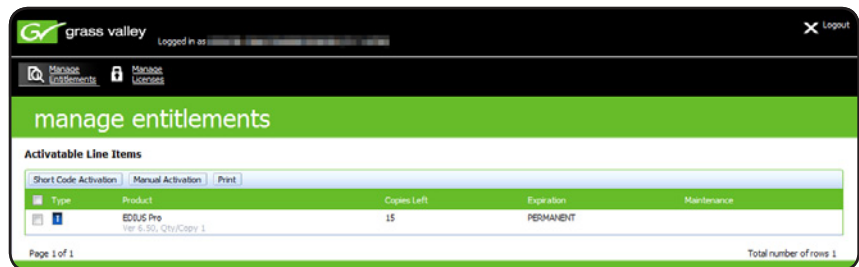 GV grass valley
Logged in as
X Logout
Manage Entitlements
Manage Licenses
manage entitlements
Activatable Line Items
Short Code Activation Manual Activation Print
Type Product Copies Left Expiration Maintenance
T EDIUS Pro 15 PERMANENT
Ver 6.50, Qty/Copy 1
Page 1 of 1 Total number of rows 1